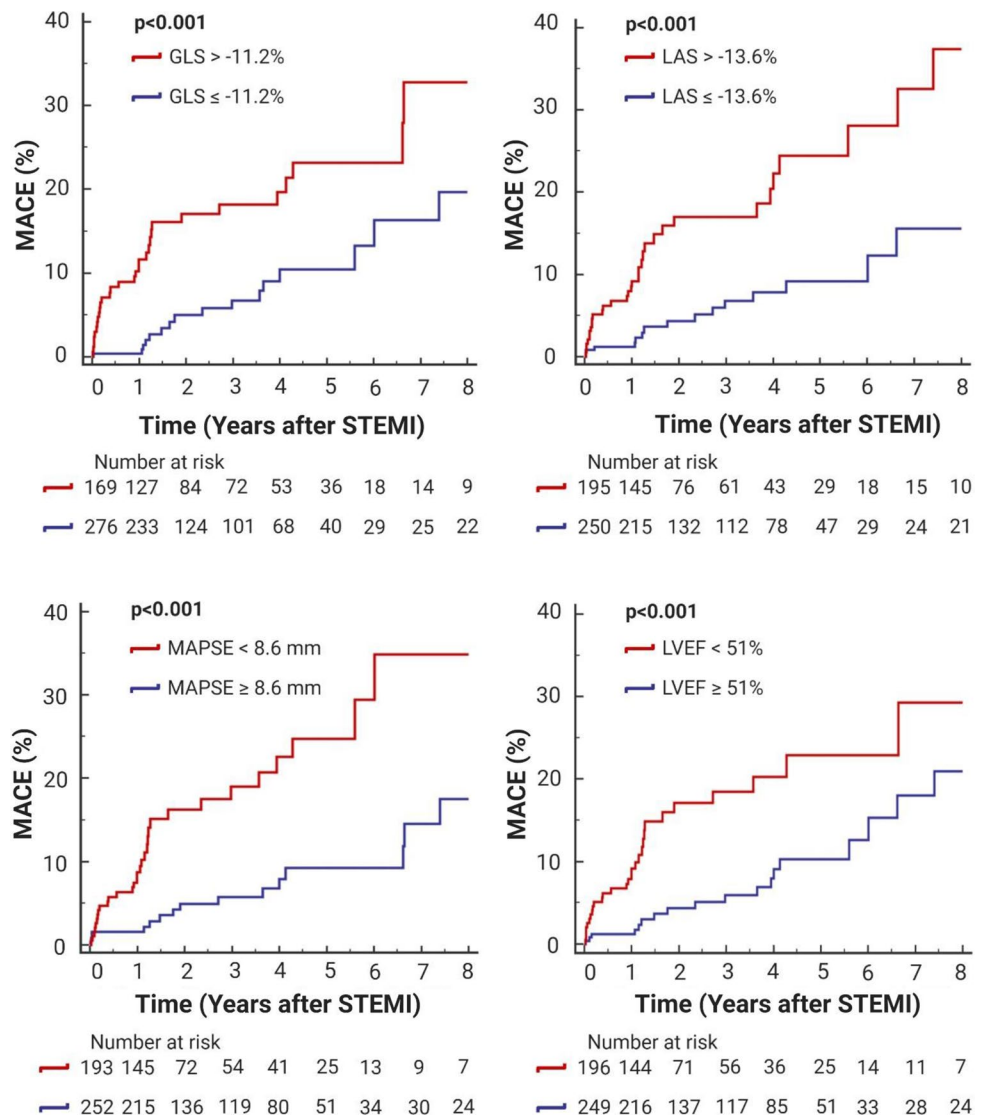 p<0.001
GLS > -11.2%
GLS ≤ -11.2%
MACE (%)
40
30
20
10
0
0 1 2 3 4 5 6 7 8
Time (Years after STEMI)
Number at risk
169 127 84 72 53 36 18 14 9
276 233 124 101 68 40 29 25 22
p<0.001
LAS > -13.6%
LAS ≤ -13.6%
MACE (%)
40
30
20
10
0
0 1 2 3 4 5 6 7 8
Time (Years after STEMI)
Number at risk
195 145 76 61 43 29 18 15 10
250 215 132 112 78 47 29 24 21
p<0.001
MAPSE < 8.6 mm
MAPSE ≥ 8.6 mm
MACE (%)
40
30
20
10
0
0 1 2 3 4 5 6 7 8
Time (Years after STEMI)
Number at risk
193 145 72 54 41 25 13 9 7
252 215 136 119 80 51 34 30 24
p<0.001
LVEF < 51%
LVEF ≥ 51%
MACE (%)
40
30
20
10
0
0 1 2 3 4 5 6 7 8
Time (Years after STEMI)
Number at risk
196 144 71 56 36 25 14 11 7
249 216 137 117 85 51 33 28 24